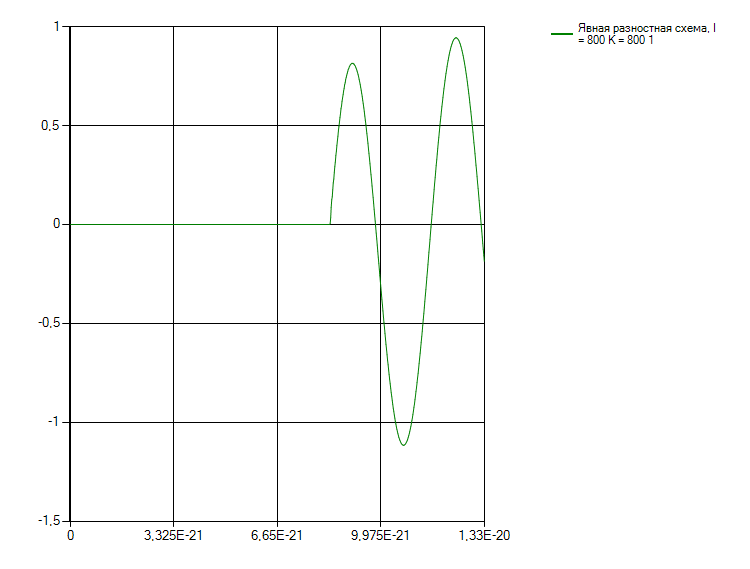 1
0,5
0
-0,5
-1
-1,5
0
3,325E-21
6,65E-21
9,975E-21
1,33E-20
Явная разностная схема, I
= 800 K = 800 1